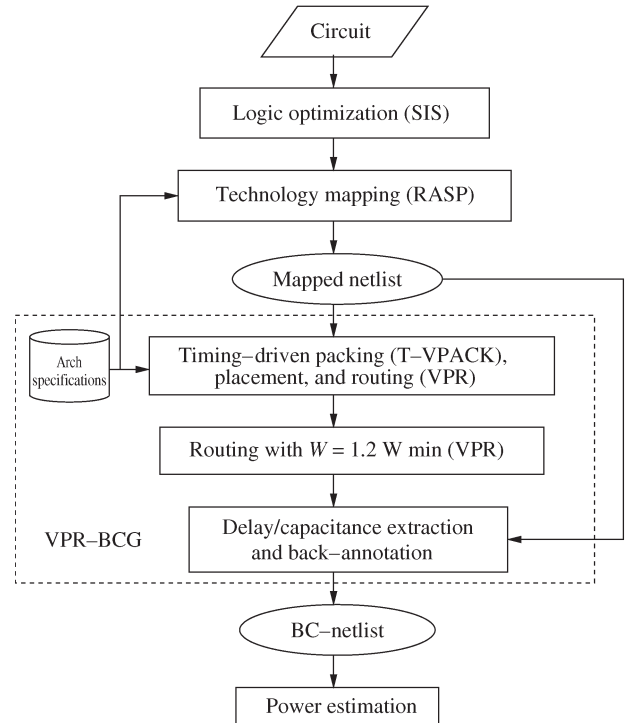 Circuit
Logic optimization (SIS)
Technology mapping (RASP)
Mapped netlist
Arch
specifications
Timing–driven packing (T–VPACK),
placement, and routing (VPR)
Routing with W = 1.2 W min (VPR)
VPR–BCG
Delay/capacitance extraction
and back–annotation
BC–netlist
Power estimation